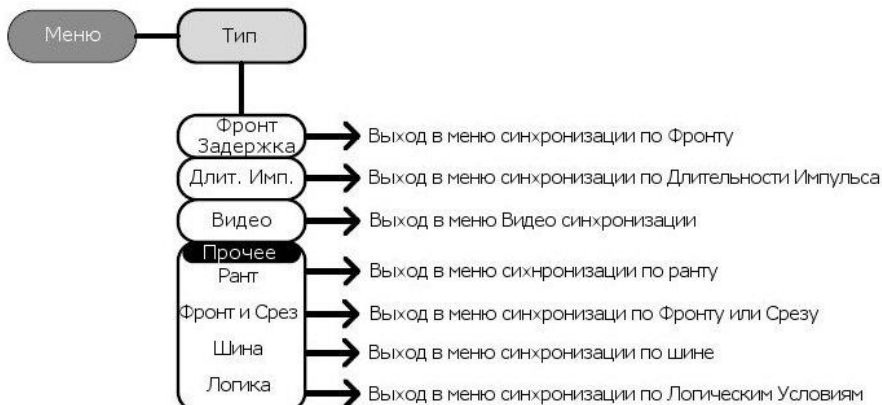 Меню
Тип
Фронт
Задержка
Выход в меню синхронизации по Фронту
Длит. Имп.
Выход в меню синхронизации по Длительности Импульса
Видео
Выход в меню Видео синхронизации
Прочее
Рант
Выход в меню сихнронизации по ранту
Фронт и Срез
Выход в меню синхронизаци по Фронту или Срезу
Шина
Выход в меню синхронизации по шине
Логика
Выход в меню синхронизации по Логическим Условиям